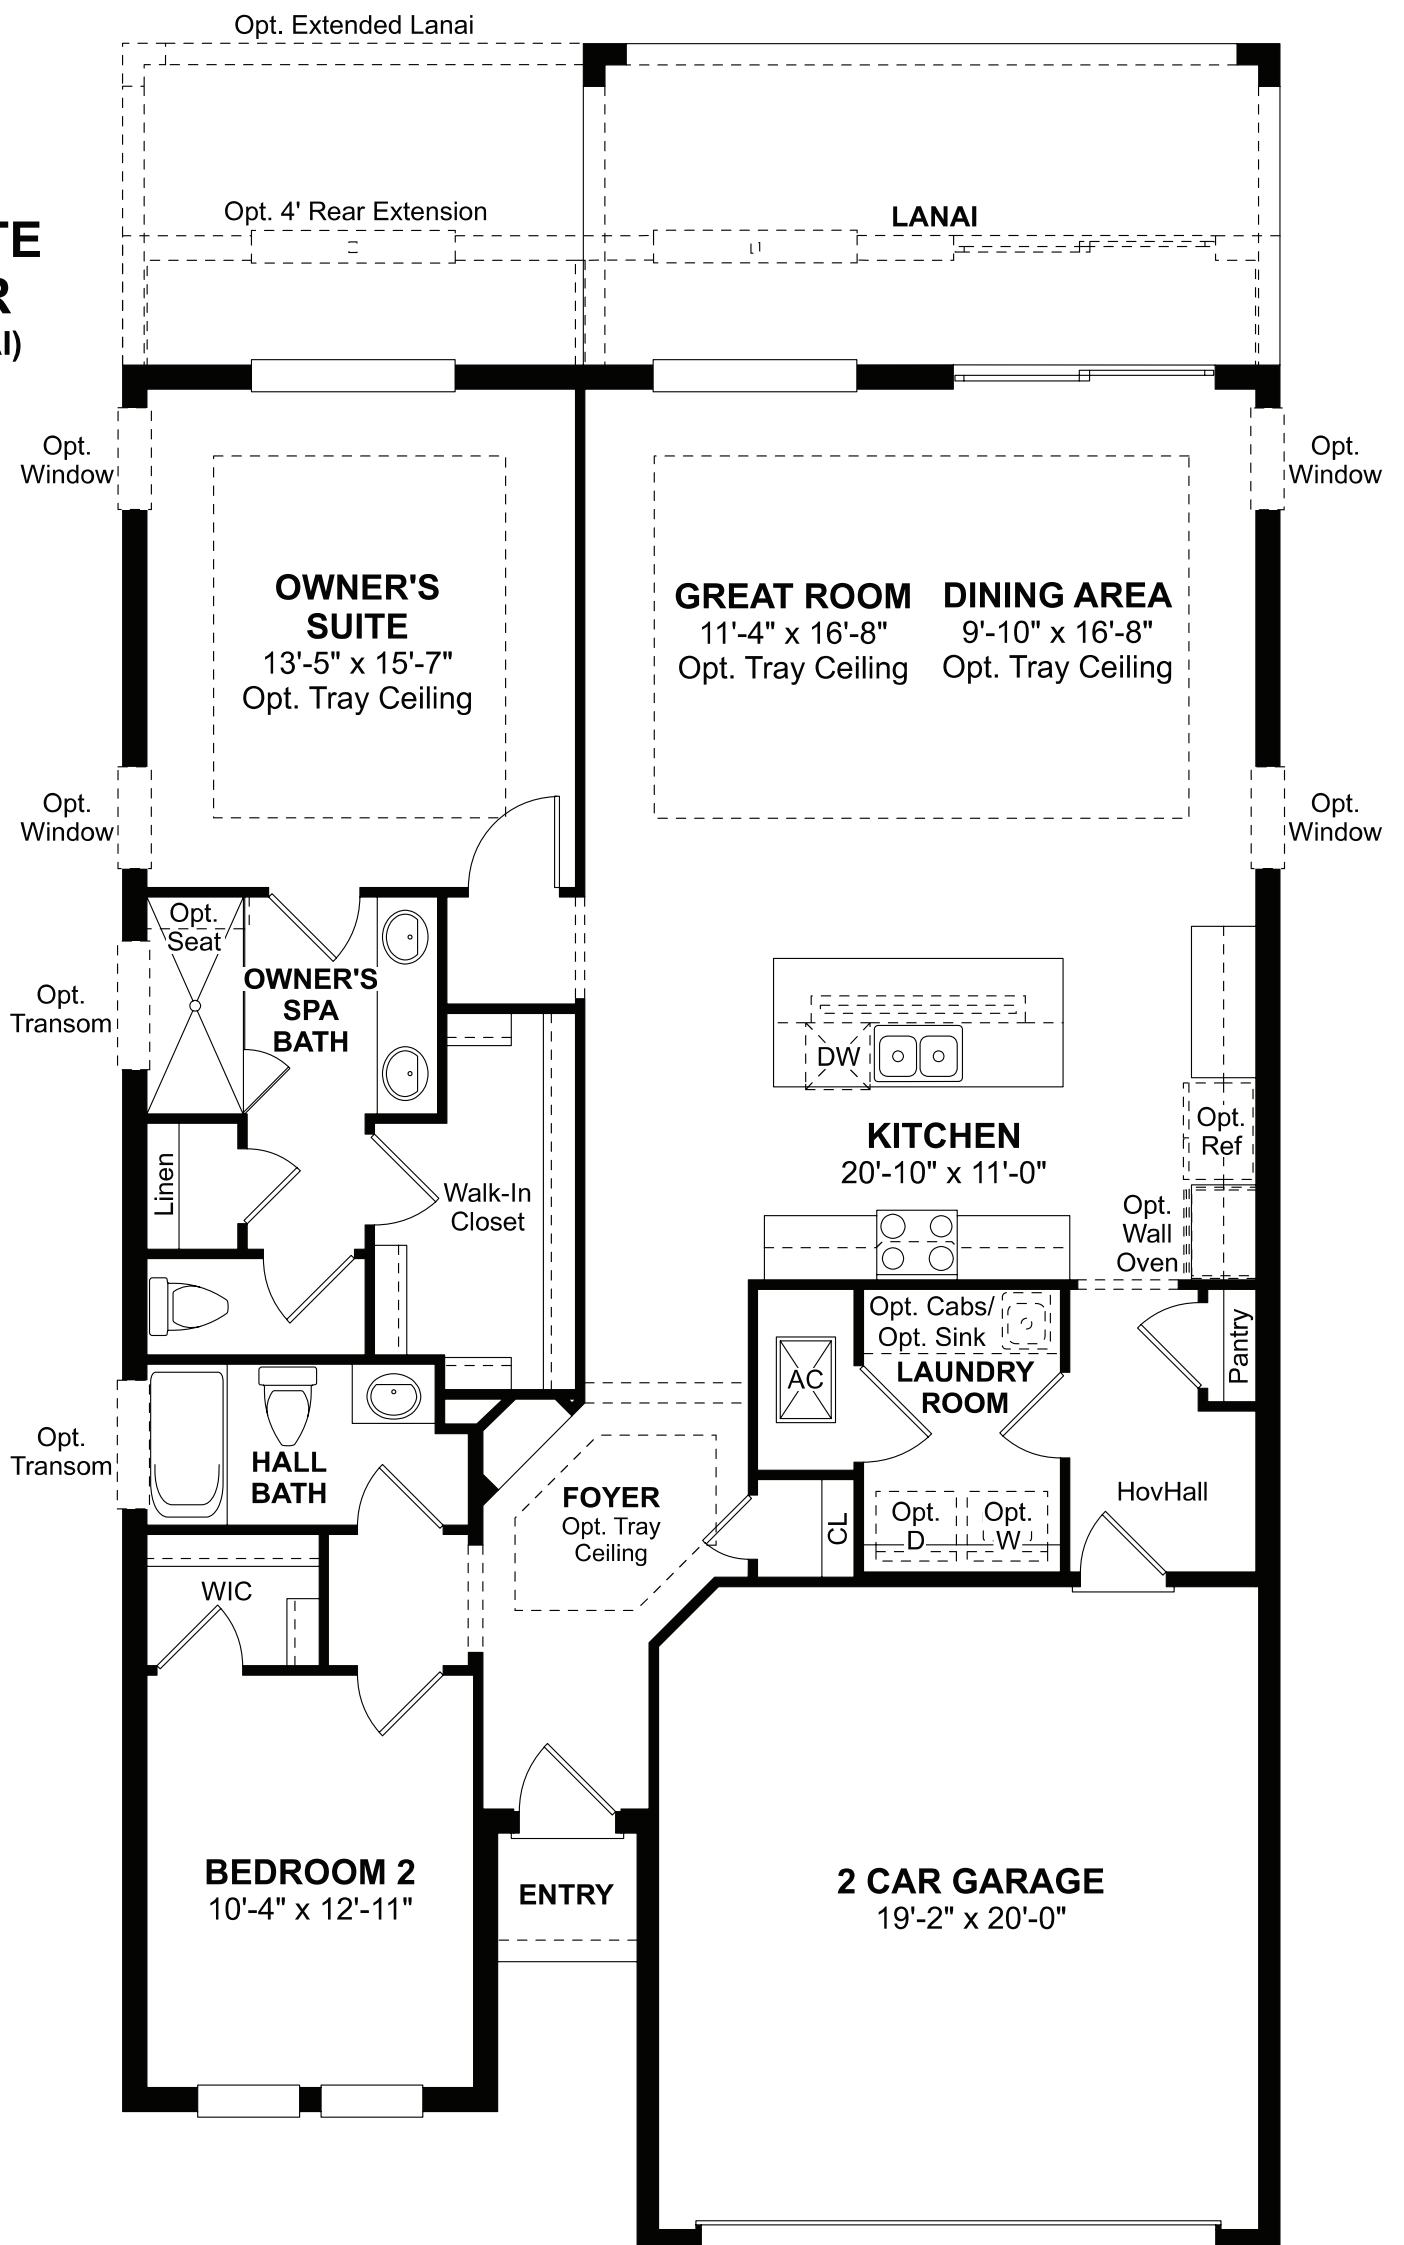 Opt. Extended Lanai
Opt. 4' Rear Extension
LANAI
TE
R
AI)
Opt.
Window
Opt.
Window
OWNER'S
SUITE
13'-5" x 15'-7"
Opt. Tray Ceiling
GREAT ROOM
11'-4" x 16'-8"
Opt. Tray Ceiling
DINING AREA
9'-10" x 16'-8"
Opt. Tray Ceiling
Opt.
Window
Opt.
Window
Opt.
Seat
Opt.
Transom
OWNER'S
SPA
BATH
DW
KITCHEN
20'-10" x 11'-0"
Opt.
Ref
Opt.
Wall
Oven
Linen
Walk-In
Closet
Opt. Cabs/
Opt. Sink
LAUNDRY
ROOM
AC
Pantry
Opt.
Transom
HALL
BATH
FOYER
Opt. Tray
Ceiling
CL
Opt.
D
Opt.
W
HovHall
WIC
BEDROOM 2
10'-4" x 12'-11"
ENTRY
2 CAR GARAGE
19'-2" x 20'-0"